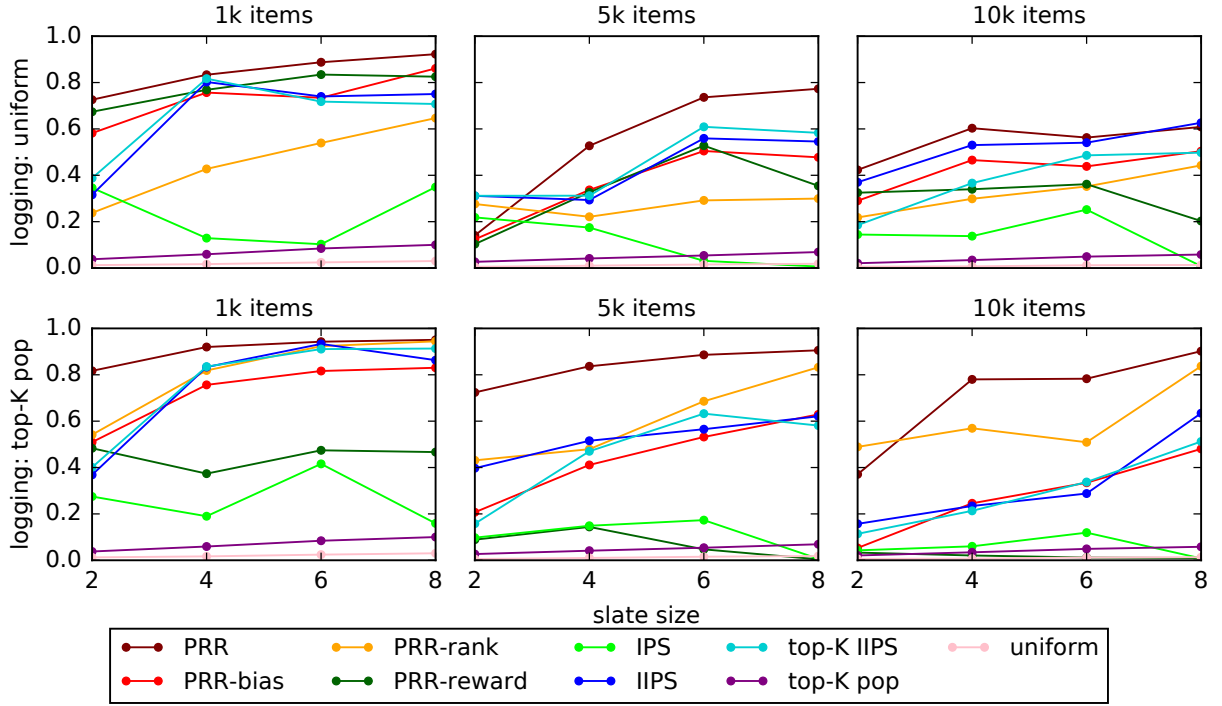 1k items 5k items 10k items
logging: uniform
1.0
0.8
0.6
0.4
0.2
0.0
1k items 5k items 10k items
logging: top-K pop
1.0
0.8
0.6
0.4
0.2
0.0
2 4 6 8 2 4 6 8 2 4 6 8
slate size
PRR PRR-rank IPS top-K IIPS uniform
PRR-bias PRR-reward IIPS top-K pop